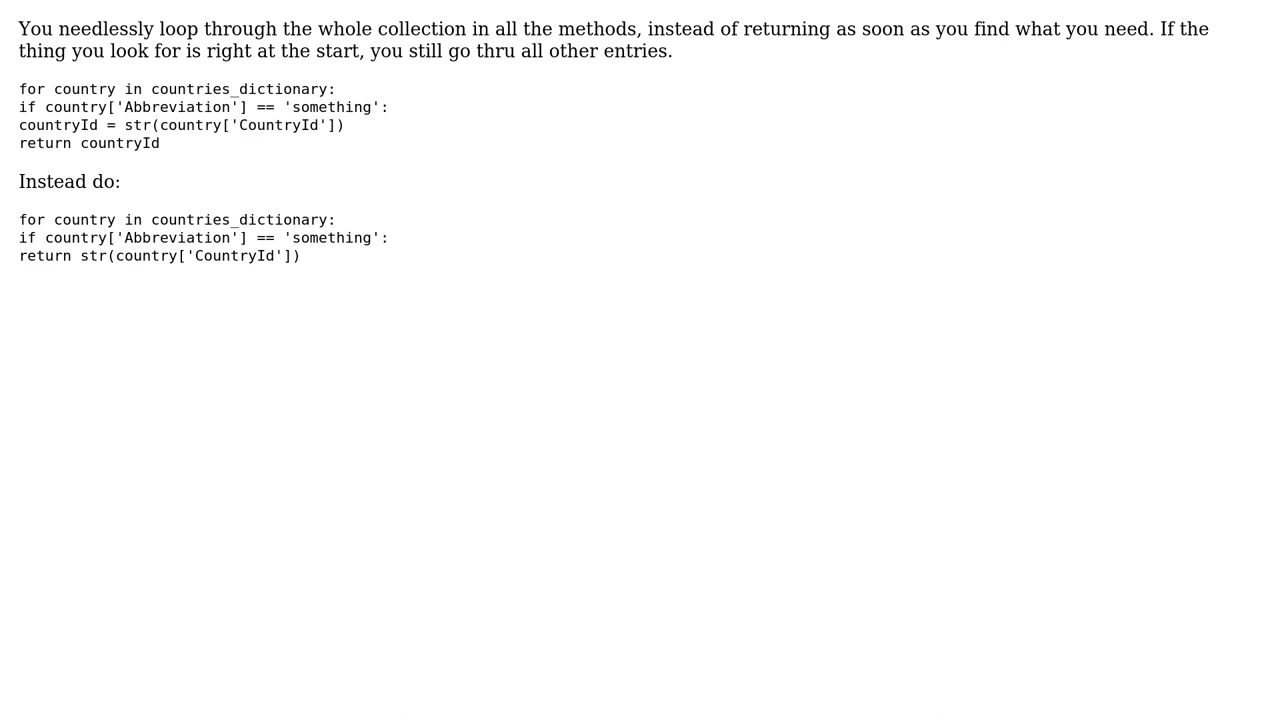 You needlessly loop through the whole collection in all the methods, instead of returning as soon as you find what you need. If the
thing you look for is right at the start, you still go thru all other entries.
for country in countries_dictionary:
if country['Abbreviation'] == 'something':
countryId = str(country['CountryId'])
return countryId
Instead do:
for country in countries_dictionary:
if country['Abbreviation'] == 'something':
return str(country['CountryId'])